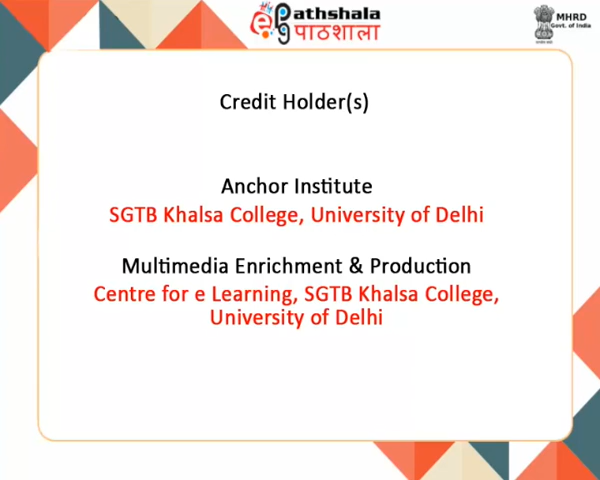 ePathshala
पाठशाला
MHRD
Govt. of India
Credit Holder(s)
Anchor Institute
SGTB Khalsa College, University of Delhi
Multimedia Enrichment & Production
Centre for e Learning, SGTB Khalsa College,
University of Delhi